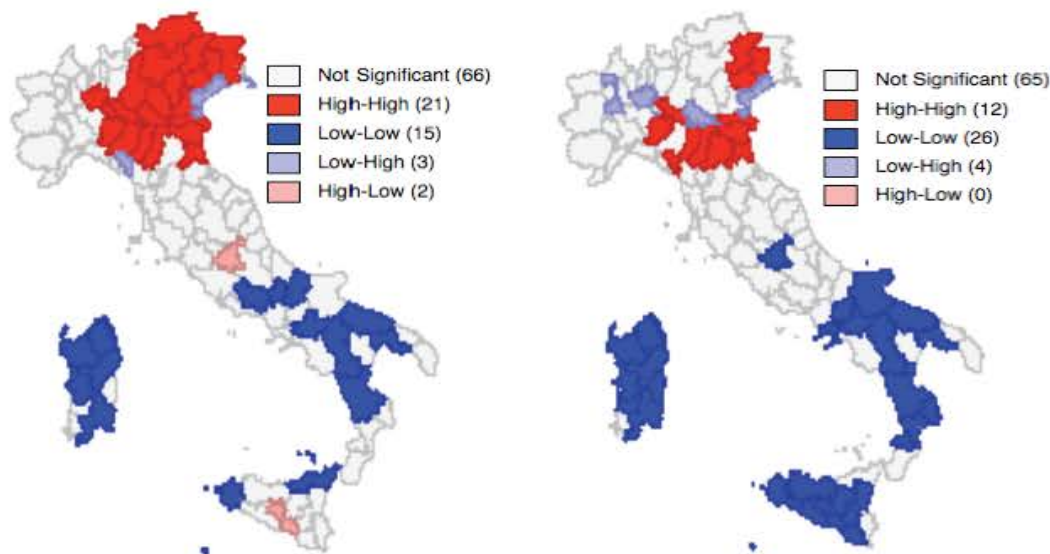 Not Significant (66)
High-High (21)
Low-Low (15)
Low-High (3)
High-Low (2)
Not Significant (65)
High-High (12)
Low-Low (26)
Low-High (4)
High-Low (0)